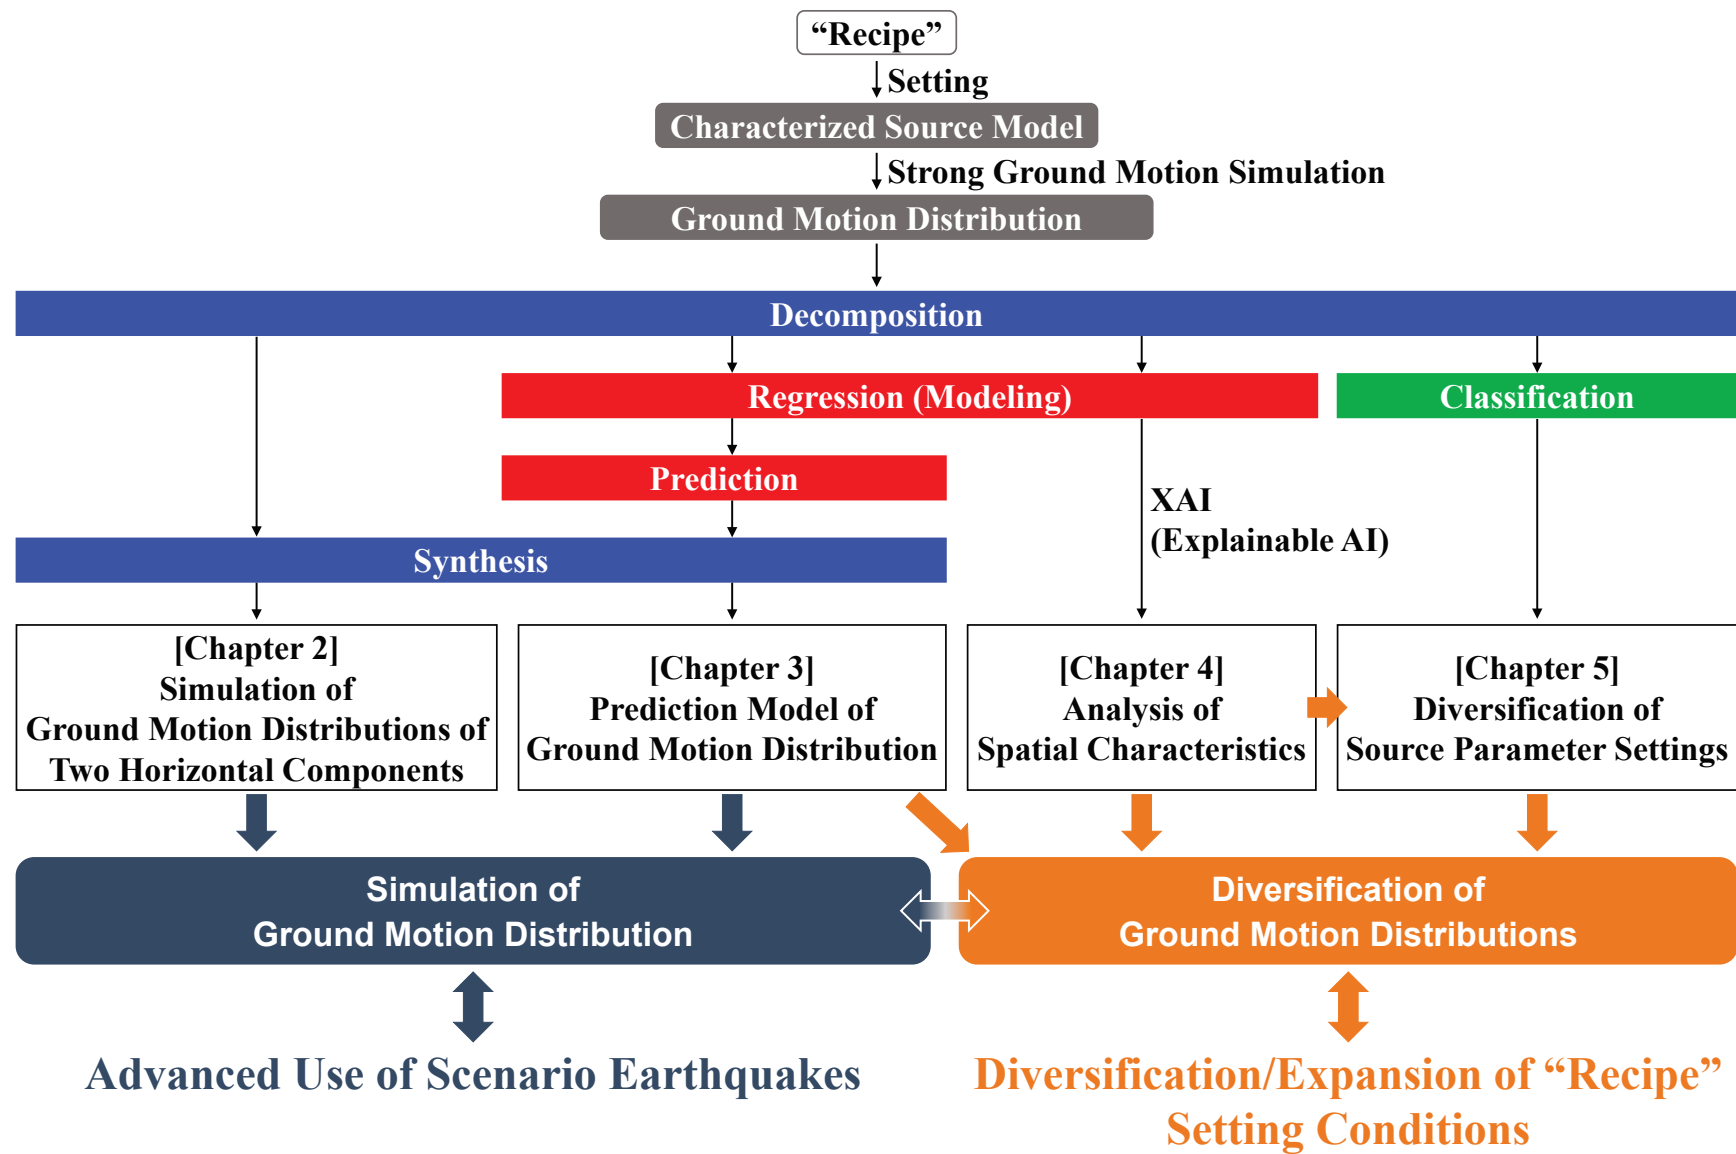 “Recipe”
Setting
Characterized Source Model
Strong Ground Motion Simulation
Ground Motion Distribution
Decomposition
Regression (Modeling)
Classification
Prediction
XAI
(Explainable AI)
Synthesis
[Chapter 2]
Simulation of
Ground Motion Distributions of
Two Horizontal Components
[Chapter 3]
Prediction Model of
Ground Motion Distribution
[Chapter 4]
Analysis of
Spatial Characteristics
[Chapter 5]
Diversification of
Source Parameter Settings
Simulation of
Ground Motion Distribution
Diversification of
Ground Motion Distributions
Advanced Use of Scenario Earthquakes
Diversification/Expansion of “Recipe”
Setting Conditions